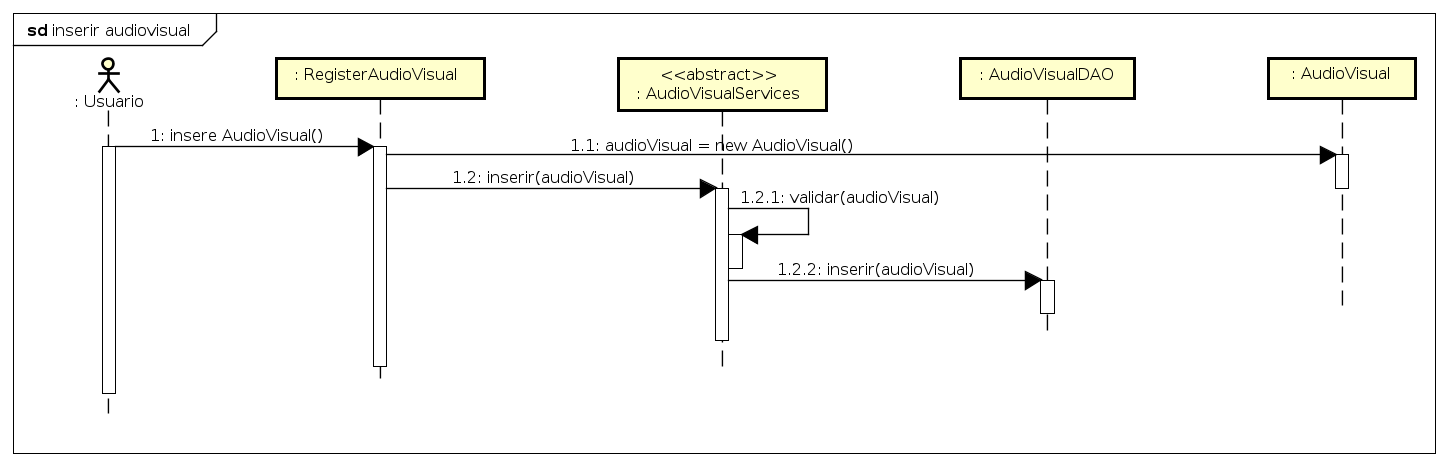 sd inserir audiovisual
: Usuario
: RegisterAudioVisual
<<abstract>>
: AudioVisualServices
: AudioVisualDAO
: AudioVisual
1: insere AudioVisual()
1.1: audioVisual = new AudioVisual()
1.2: inserir(audioVisual)
1.2.1: validar(audioVisual)
1.2.2: inserir(audioVisual)